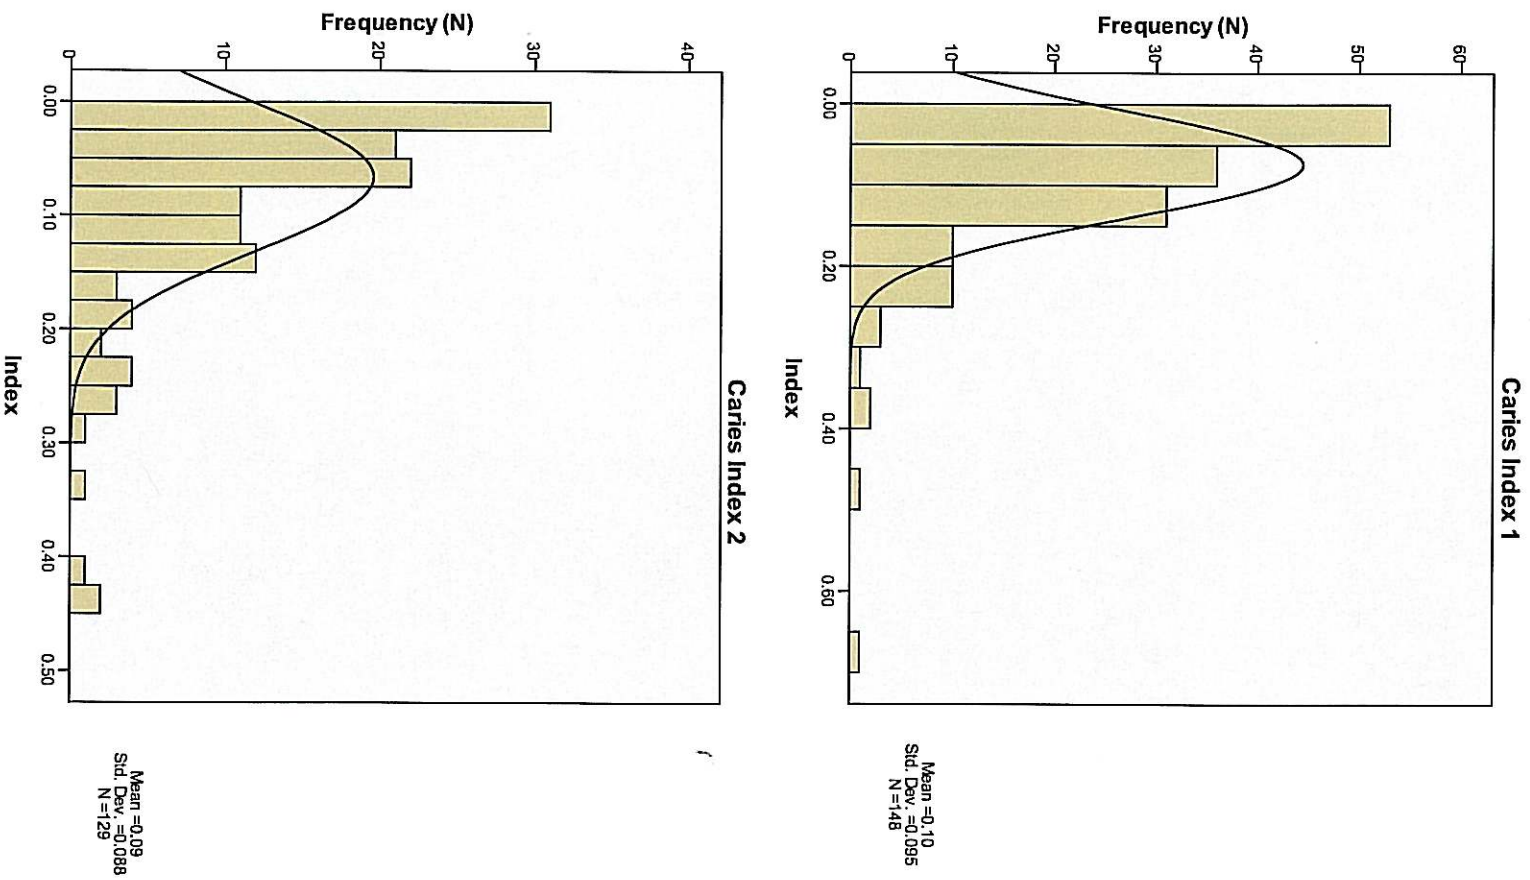 Caries Index 1
Frequency (N)
60
50
40
30
20
10
0
0.00
0.20
0.40
0.60
Index
Mean =0.10
Std. Dev. =0.095
N =148
Caries Index 2
Frequency (N)
40
30
20
10
0
0.00
0.10
0.20
0.30
0.40
0.50
Index
Mean =0.09
Std. Dev. =0.088
N =129